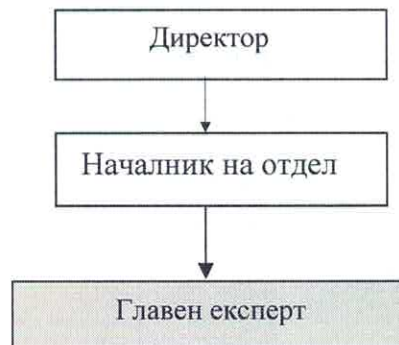 Директор
Началник на отдел
Главен експерт